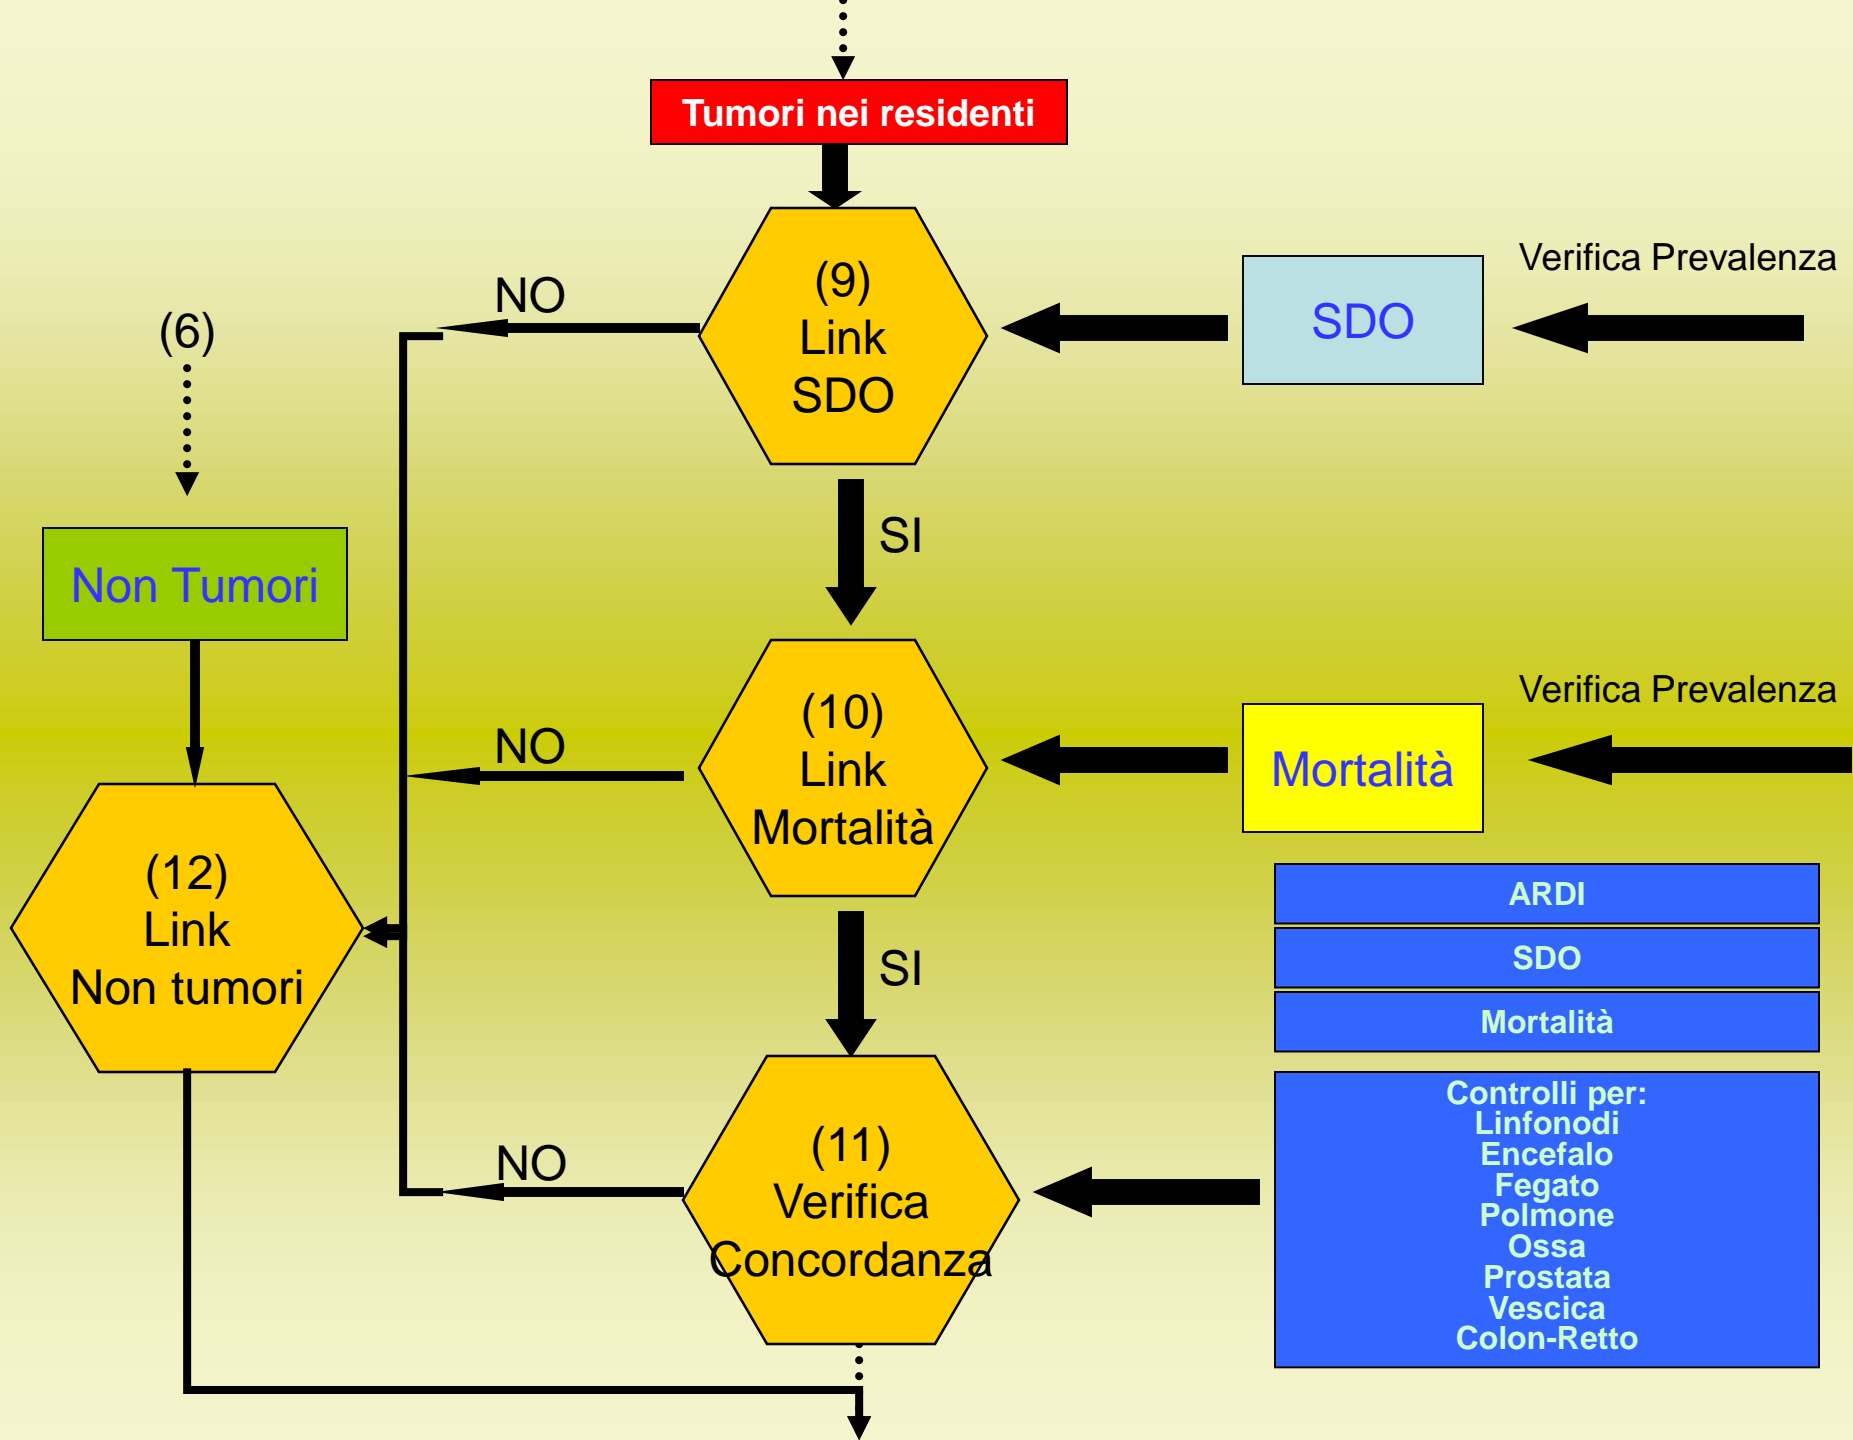 Tumori nei residenti
(9)
Link
SDO
NO
SDO
Verifica Prevalenza
(6)
SI
Non Tumori
(10)
Link
Mortalità
NO
Mortalità
Verifica Prevalenza
(12)
Link
Non tumori
SI
ARDI
SDO
Mortalità
Controlli per:
Linfonodi
Encefalo
Fegato
Polmone
Ossa
Prostata
Vescica
Colon-Retto
NO
(11)
Verifica
Concordanza